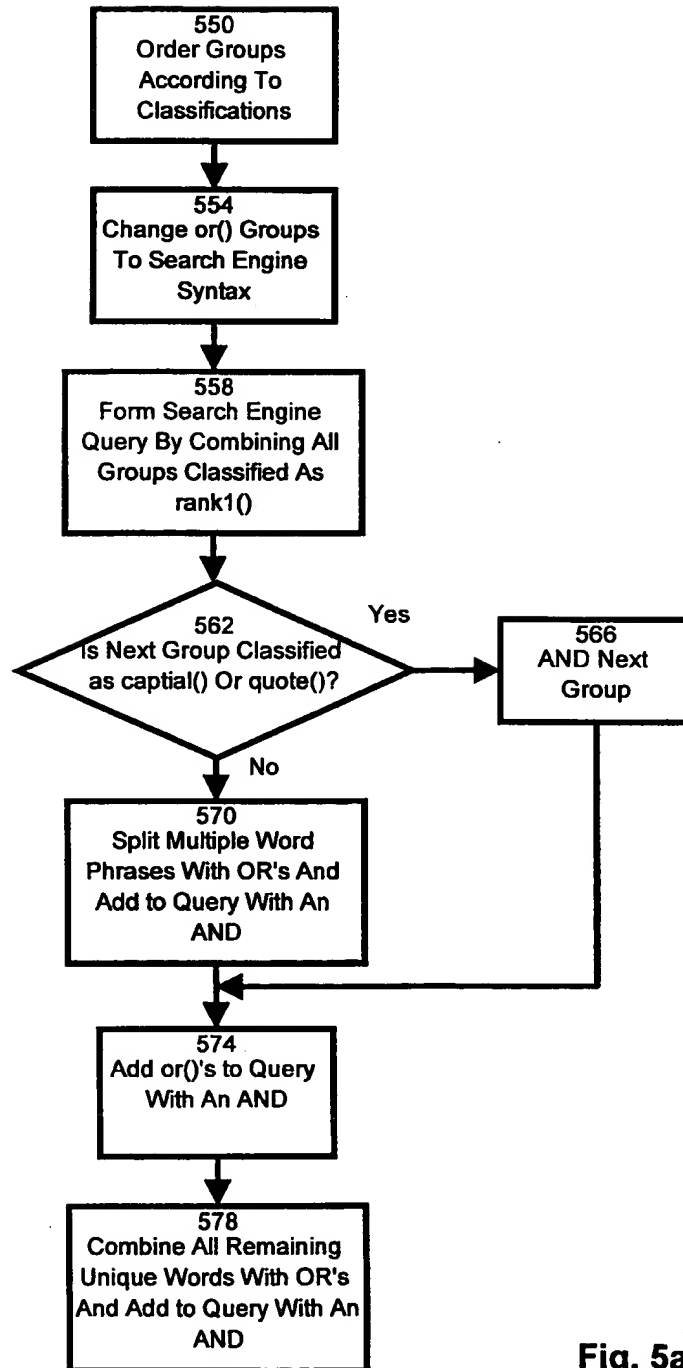 550
Order Groups
According To
Classifications
554
Change or() Groups
To Search Engine
Syntax
558
Form Search Engine
Query By Combining All
Groups Classified As
rank1()
562
Is Next Group Classified
as captial() Or quote()?
Yes
566
AND Next
Group
No
570
Split Multiple Word
Phrases With OR's And
Add to Query With An
AND
574
Add or()'s to Query
With An AND
578
Combine All Remaining
Unique Words With OR's
And Add to Query With An
AND
Fig. 5a